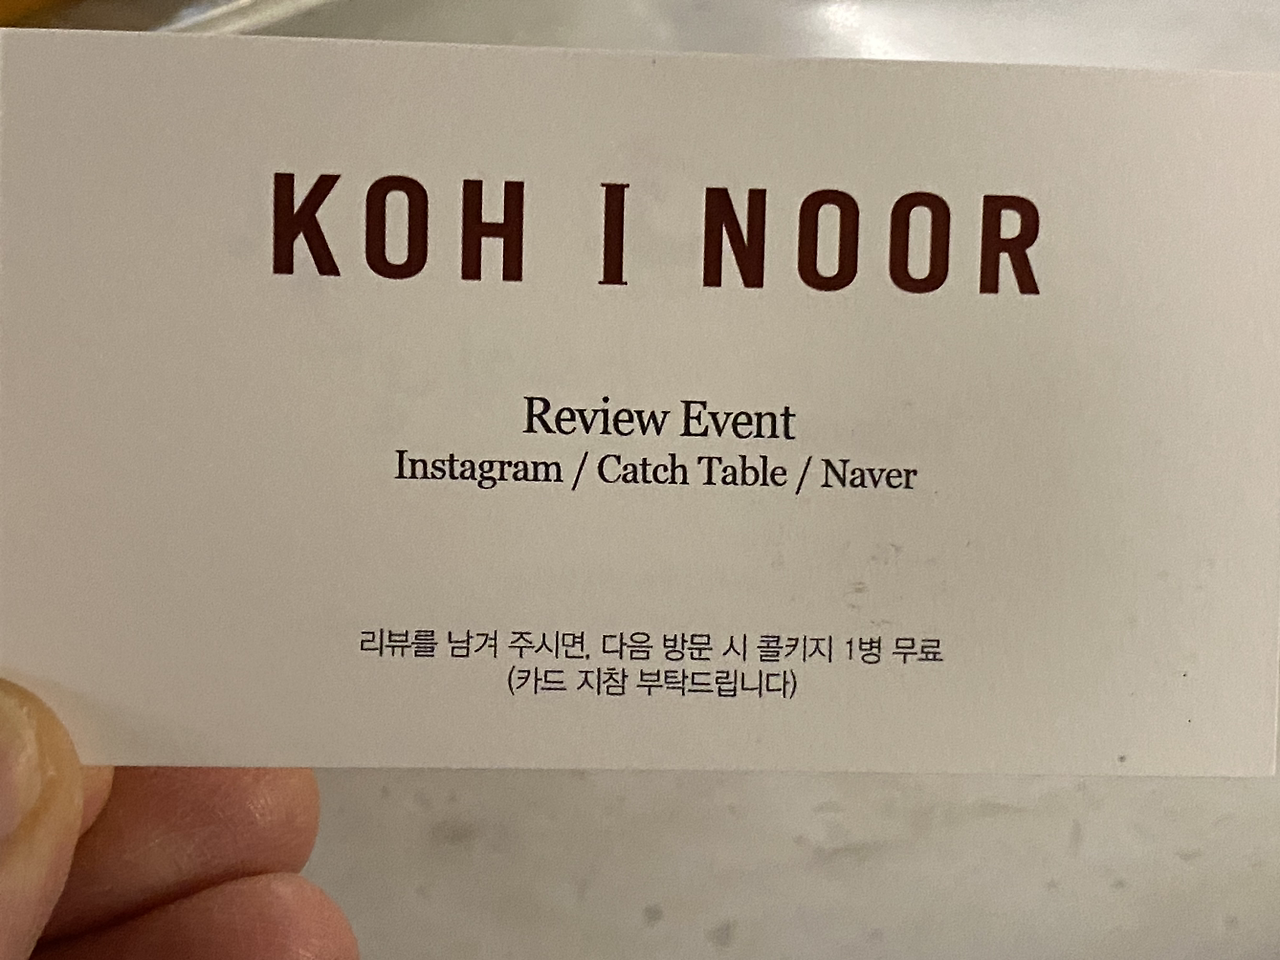 KOH I NOOR
Review Event
Instagram / Catch Table / Naver
리뷰를 남겨 주시면, 다음 방문 시 콜키지 1병 무료
(카드 지참 부탁드립니다)